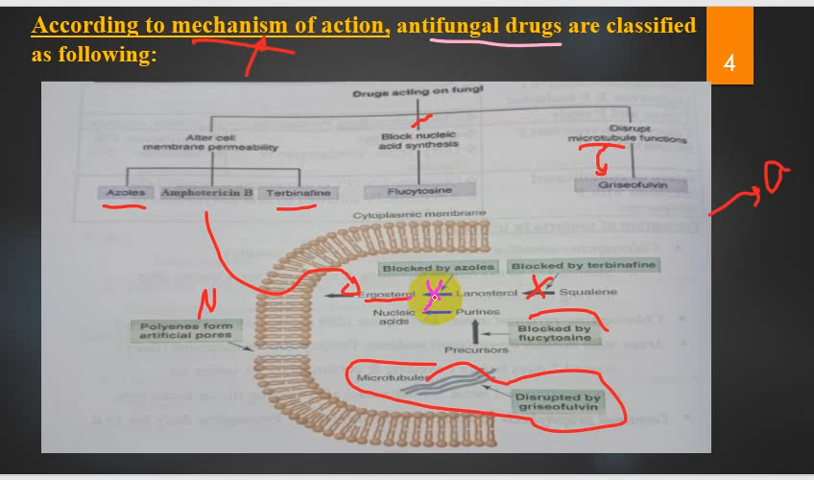 According to mechanism of action, antifungal drugs are classified
as following:
4
Drugs acting on fungi
Alter cell
membrane permeability
Block nucleic
acid synthesis
Disrupt
microtubule functions
Azoles
Amphotericin B
Terbinafine
Flucytosine
Griseofulvin
Cytoplasmic membrane
Blocked by azoles
Blocked by terbinafine
Ergosterol
Lanosterol
Squalene
N
Nucleic
acids
Purines
Polyenes form
artificial pores
Blocked by
flucytosine
Precursors
Microtubules
Disrupted by
griseofulvin